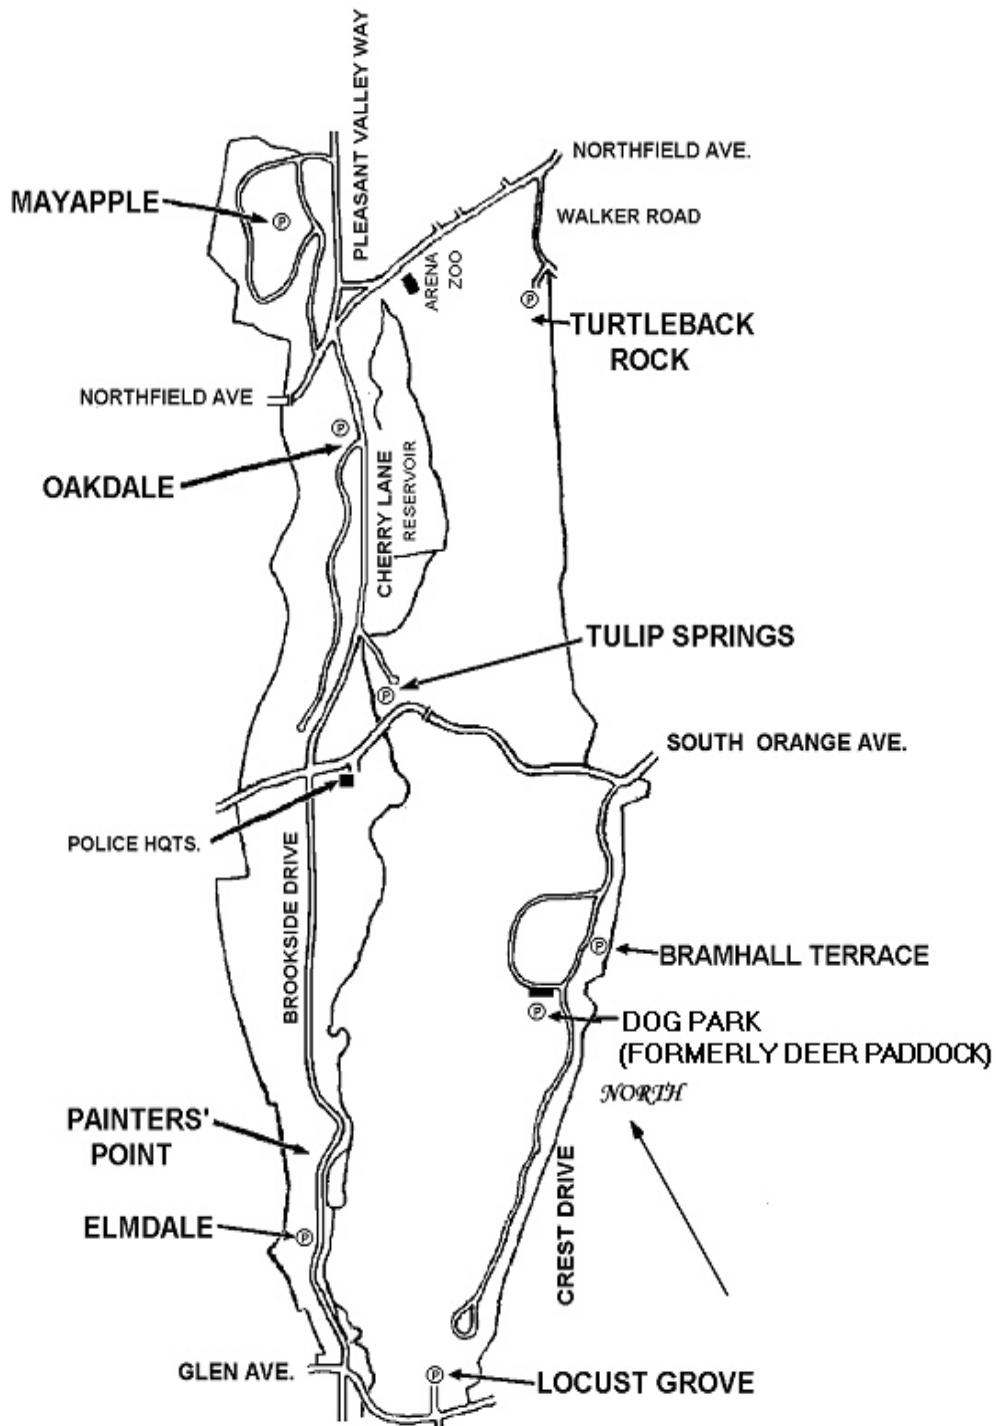 PLEASANT VALLEY WAY
NORTHFIELD AVE.
MAYAPPLE
P
WALKER ROAD
ARENA
ZOO
P
TURTLEBACK
ROCK
NORTHFIELD AVE
P
OAKDALE
CHERRY LANE
RESERVOIR
TULIP SPRINGS
P
SOUTH ORANGE AVE.
POLICE HQTS.
BROOKSIDE DRIVE
P
BRAMHALL TERRACE
P
DOG PARK
(FORMERLY DEER PADDOCK)
NORTH
PAINTERS'
POINT
CREST DRIVE
ELMDALE
P
GLEN AVE.
P
LOCUST GROVE